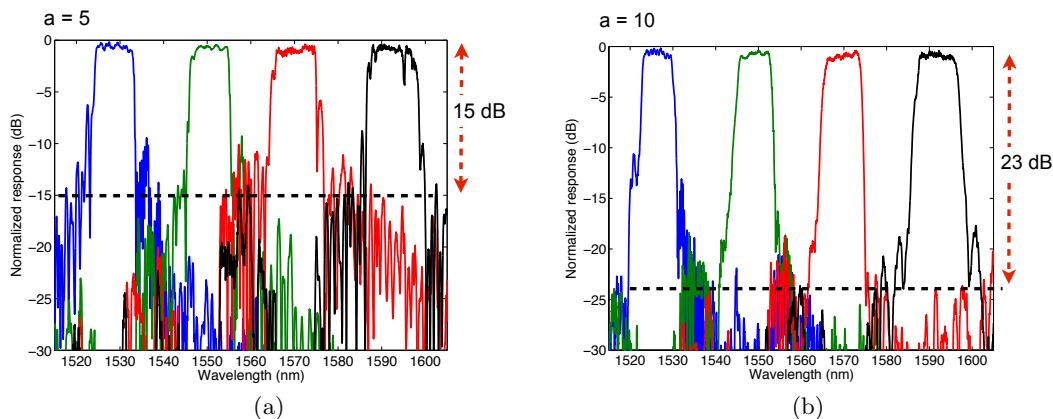 a = 5
0
−5
−10
−15
−20
−25
−30
Normalized response (dB)
1520 1530 1540 1550 1560 1570 1580 1590 1600
Wavelength (nm)
15 dB
(a)
a = 10
0
−5
−10
−15
−20
−25
−30
Normalized response (dB)
1520 1530 1540 1550 1560 1570 1580 1590 1600
Wavelength (nm)
23 dB
(b)